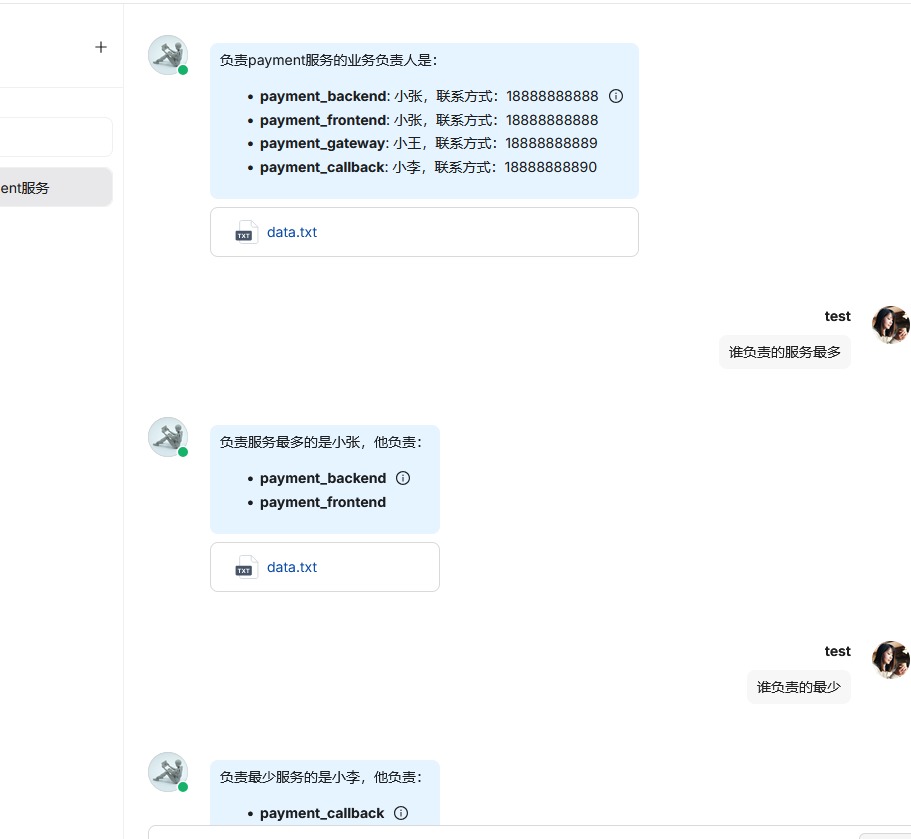 负责payment服务的业务负责人是：
payment_backend: 小张，联系方式：18888888888
payment_frontend: 小张，联系方式：18888888888
payment_gateway: 小王，联系方式：18888888889
payment_callback: 小李，联系方式：18888888890
ent服务
TXT data.txt
test
谁负责的服务最多
负责服务最多的是小张，他负责：
payment_backend
payment_frontend
TXT data.txt
test
谁负责的最少
负责最少服务的是小李，他负责：
payment_callback